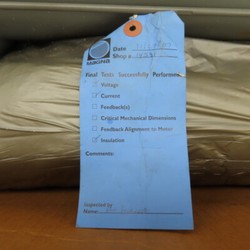 MAGNA
Date
Shop #
Final Tests Successfully Performed
Voltage
Current
Feedback(s)
Critical Mechanical Dimensions
Feedback Alignment to Motor
Insulation
Comments:
Inspected by
Name: